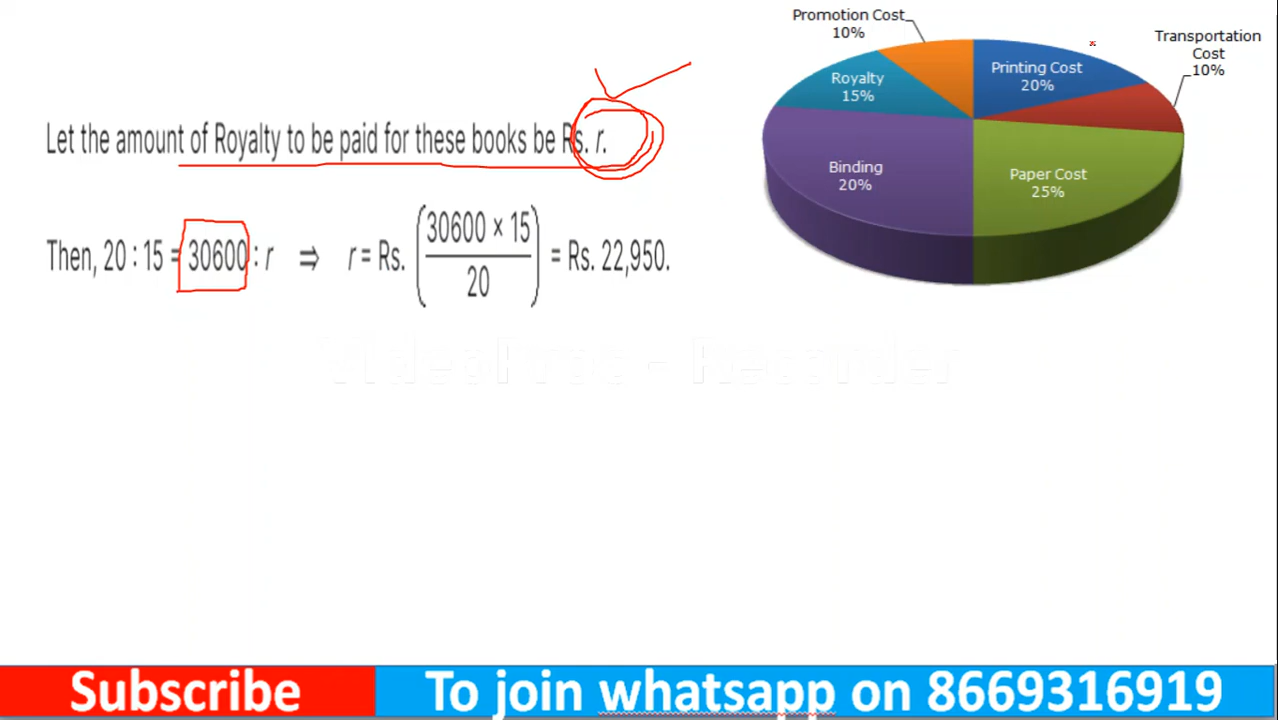 Promotion Cost
10%
Transportation
Cost
10%
Printing Cost
20%
Royalty
15%
Binding
20%
Paper Cost
25%
Let the amount of Royalty to be paid for these books be Rs. r.
Then, 20 : 15 = 30600 : r ⇒ r = Rs. (30600 × 15 / 20) = Rs. 22,950.
VideoProc - Recorder
Subscribe
To join whatsapp on 8669316919